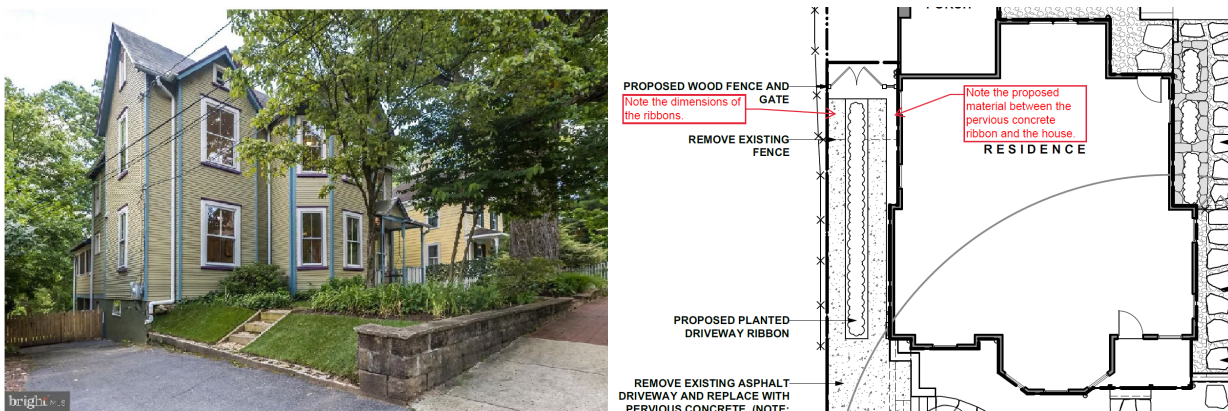 bright MLS
PROPOSED WOOD FENCE AND
GATE
Note the dimensions of
the ribbons.
REMOVE EXISTING
FENCE
Note the proposed
material between the
pervious concrete
ribbon and the house.
RESIDENCE
PROPOSED PLANTED
DRIVEWAY RIBBON
REMOVE EXISTING ASPHALT
DRIVEWAY AND REPLACE WITH
PERVIOUS CONCRETE. (NOTE: